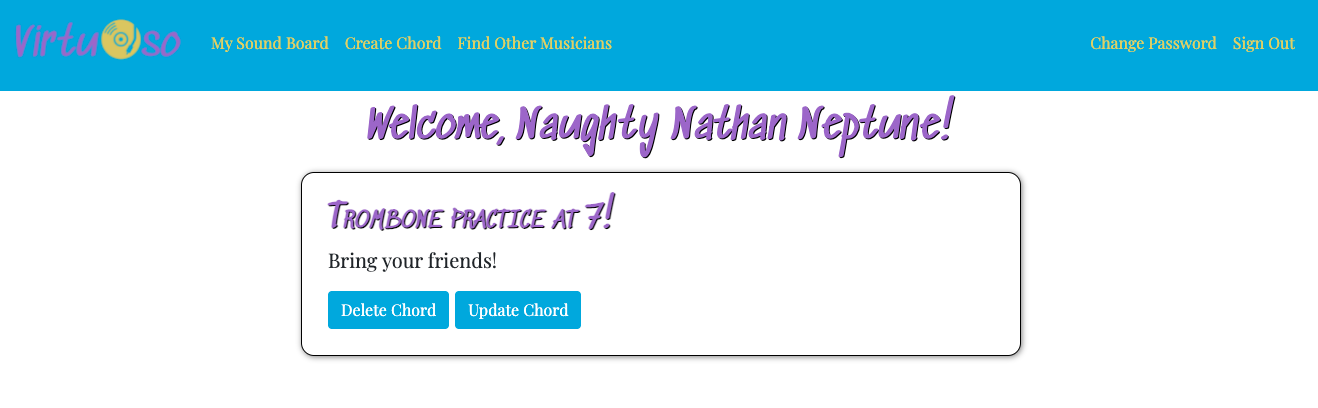 Virtuoso My Sound Board Create Chord Find Other Musicians Change Password Sign Out
Welcome, Naughty Nathan Neptune!
Trombone practice at 7!
Bring your friends!
Delete Chord Update Chord